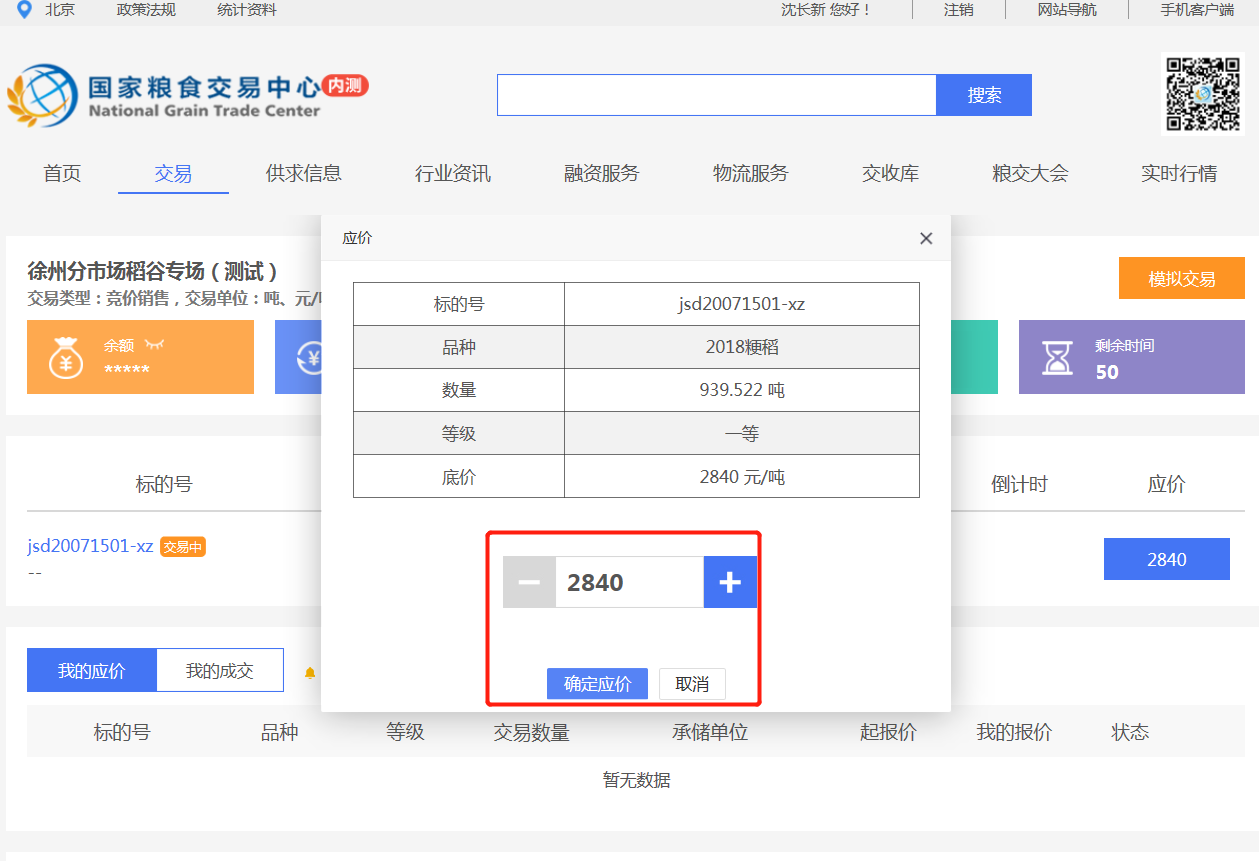 北京 政策法规 统计资料 沈长新 您好！ 注销 网站导航 手机客户端
国家粮食交易中心 内测
National Grain Trade Center
搜索
首页 交易 供求信息 行业资讯 融资服务 物流服务 交收库 粮交大会 实时行情
应价 ×
徐州分市场稻谷专场（测试）
交易类型：竞价销售，交易单位：吨、元/
模拟交易
余额
*****
剩余时间
50
标的号 jsd20071501-xz
品种 2018粳稻
数量 939.522 吨
等级 一等
底价 2840 元/吨
标的号 倒计时 应价
jsd20071501-xz 交易中
--
2840
− 2840 +
确定应价 取消
我的应价 我的成交
标的号 品种 等级 交易数量 承储单位 起报价 我的报价 状态
暂无数据